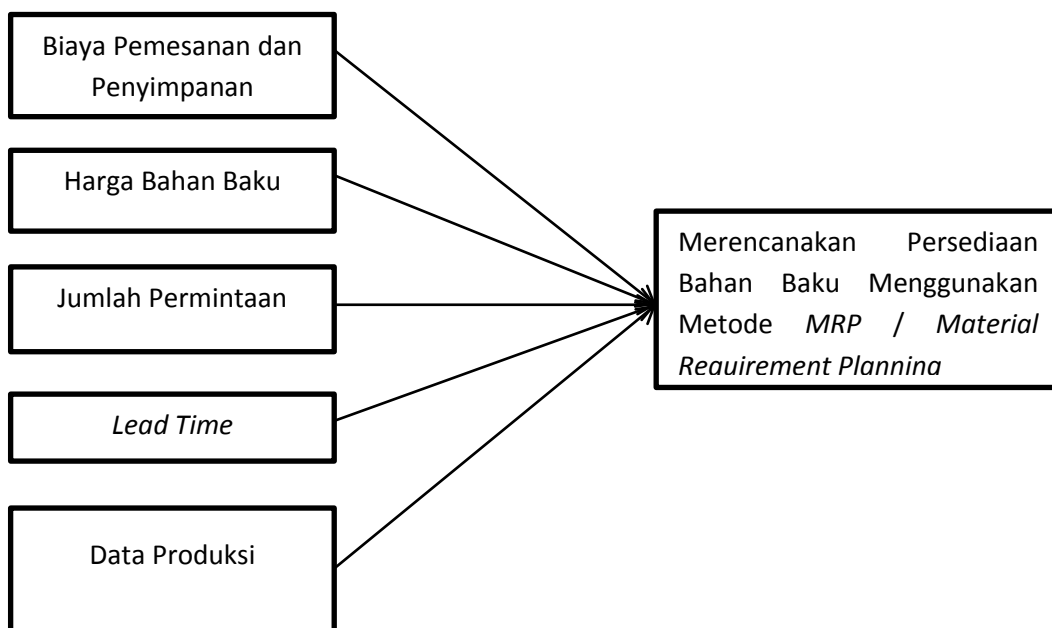 Biaya Pemesanan dan
Penyimpanan
Harga Bahan Baku
Jumlah Permintaan
Lead Time
Data Produksi
Merencanakan Persediaan
Bahan Baku Menggunakan
Metode MRP / Material
Requirement Planning